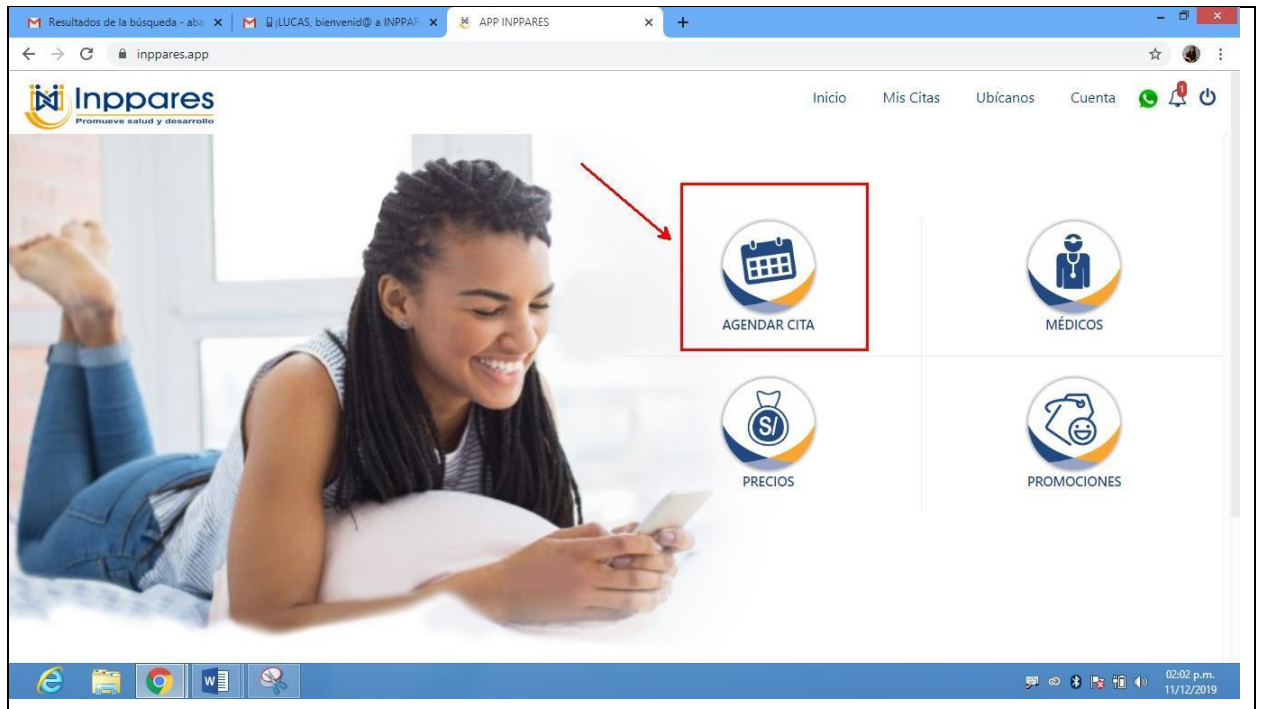 Resultados de la búsqueda - aba
¡LUCAS, bienvenid@ a INPPAR
APP INPPARES
inppares.app
Inppares
Promueve salud y desarrollo
Inicio
Mis Citas
Ubícanos
Cuenta
1
AGENDAR CITA
MÉDICOS
S/
PRECIOS
PROMOCIONES
02:02 p.m.
11/12/2019